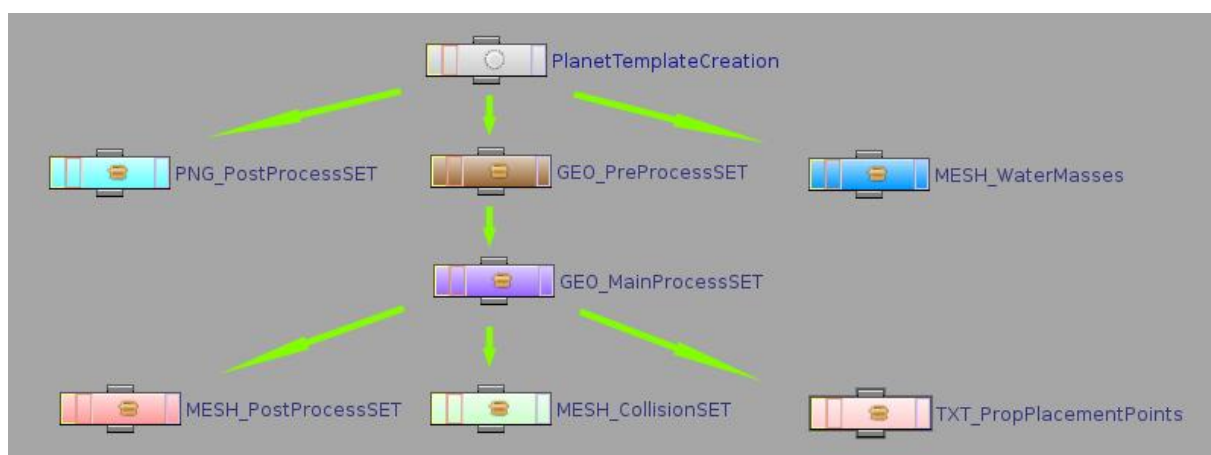 PlanetTemplateCreation
PNG_PostProcessSET
GEO_PreProcessSET
MESH_WaterMasses
GEO_MainProcessSET
MESH_PostProcessSET
MESH_CollisionSET
TXT_PropPlacementPoints